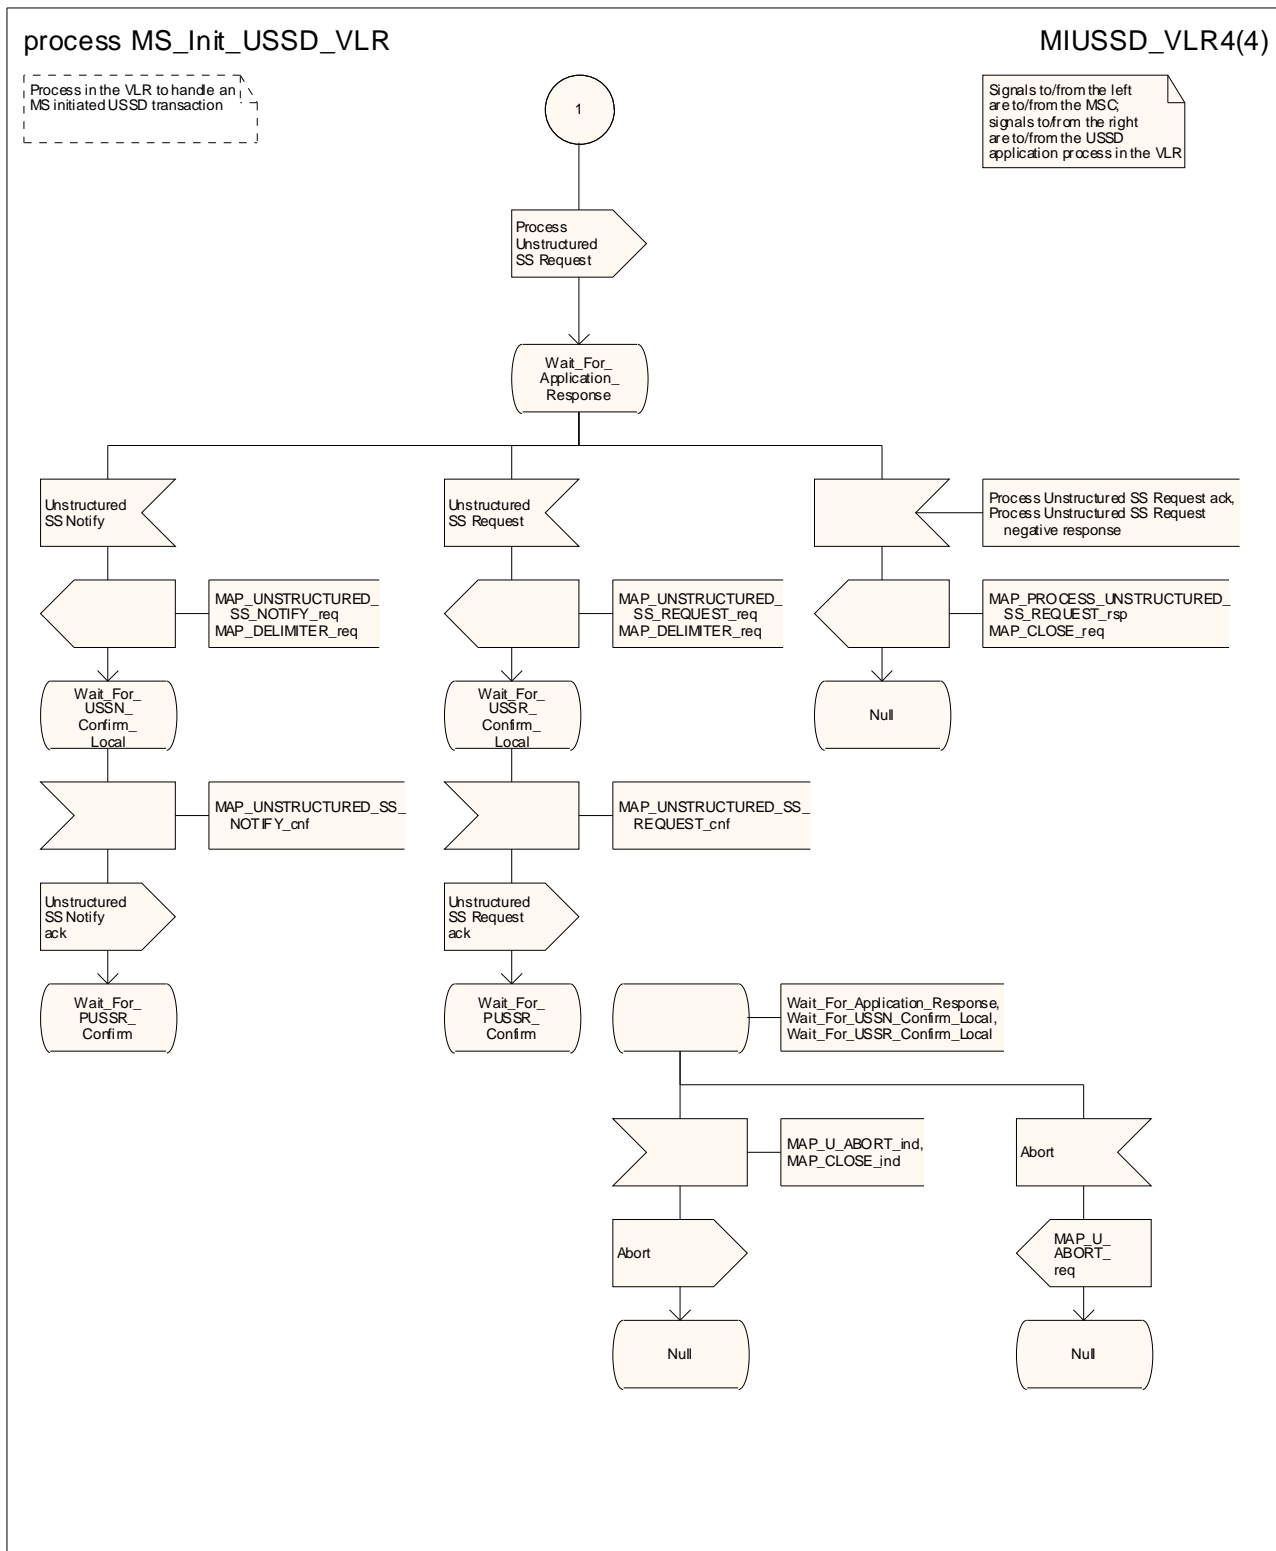 process MS_Init_USSD_VLR
MIUSSD_VLR4(4)
Process in the VLR to handle an
MS initiated USSD transaction
Signals to/from the left
are to/from the MSC;
signals to/from the right
are to/from the USSD
application process in the VLR
1
Process
Unstructured
SS Request
Wait_For_
Application_
Response
Unstructured
SS Notify
Unstructured
SS Request
Process Unstructured SS Request ack,
Process Unstructured SS Request
negative response
MAP_UNSTRUCTURED_
SS_NOTIFY_req
MAP_DELIMITER_req
MAP_UNSTRUCTURED_
SS_REQUEST_req
MAP_DELIMITER_req
MAP_PROCESS_UNSTRUCTURED_
SS_REQUEST_rsp
MAP_CLOSE_req
Wait_For_
USSN_
Confirm_
Local
Wait_For_
USSR_
Confirm_
Local
Null
MAP_UNSTRUCTURED_SS_
NOTIFY_cnf
MAP_UNSTRUCTURED_SS_
REQUEST_cnf
Unstructured
SS Notify
ack
Unstructured
SS Request
ack
Wait_For_
PUSSR_
Confirm
Wait_For_
PUSSR_
Confirm
Wait_For_Application_Response,
Wait_For_USSN_Confirm_Local,
Wait_For_USSR_Confirm_Local
MAP_U_ABORT_ind,
MAP_CLOSE_ind
Abort
Abort
MAP_U_
ABORT_
req
Null
Null